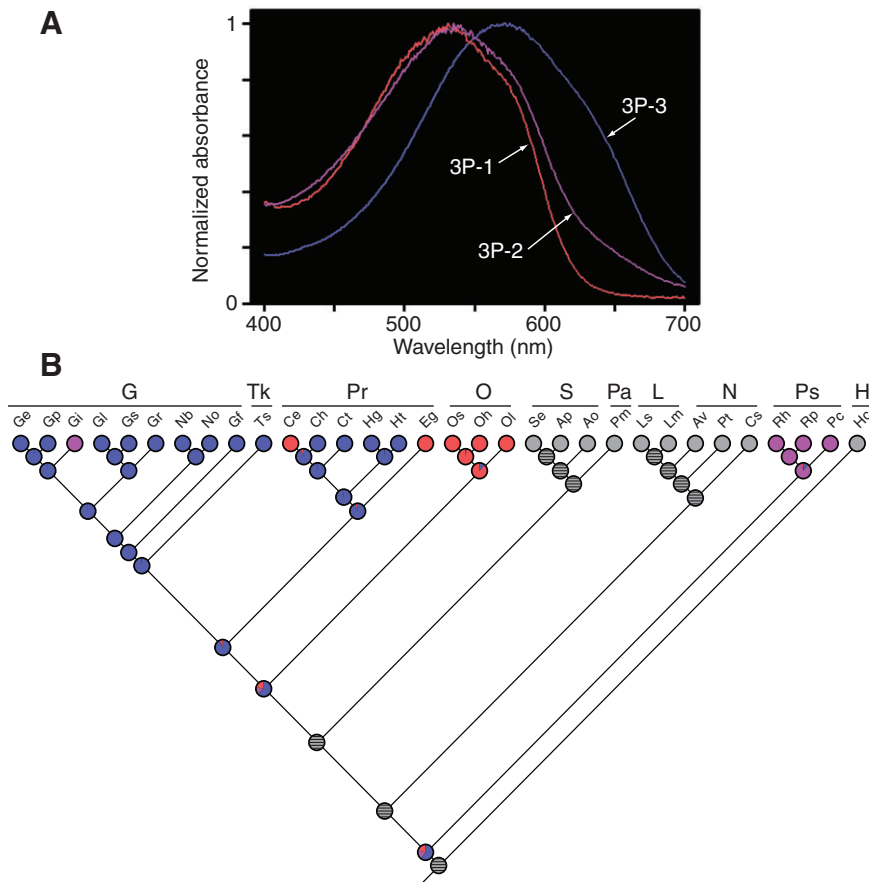 A
1
Normalized absorbance
3P-3
3P-1
3P-2
0
400 500 600 700
Wavelength (nm)
B
G Tk Pr O S Pa L N Ps H
Ge Gp Gi Gl Gs Gr Nb No Gf Ts Ce Ch Ct Hg Ht Eg Os Oh Ol Se Ap Ao Pm Ls Lm Av Pt Cs Rh Rp Pc Hc